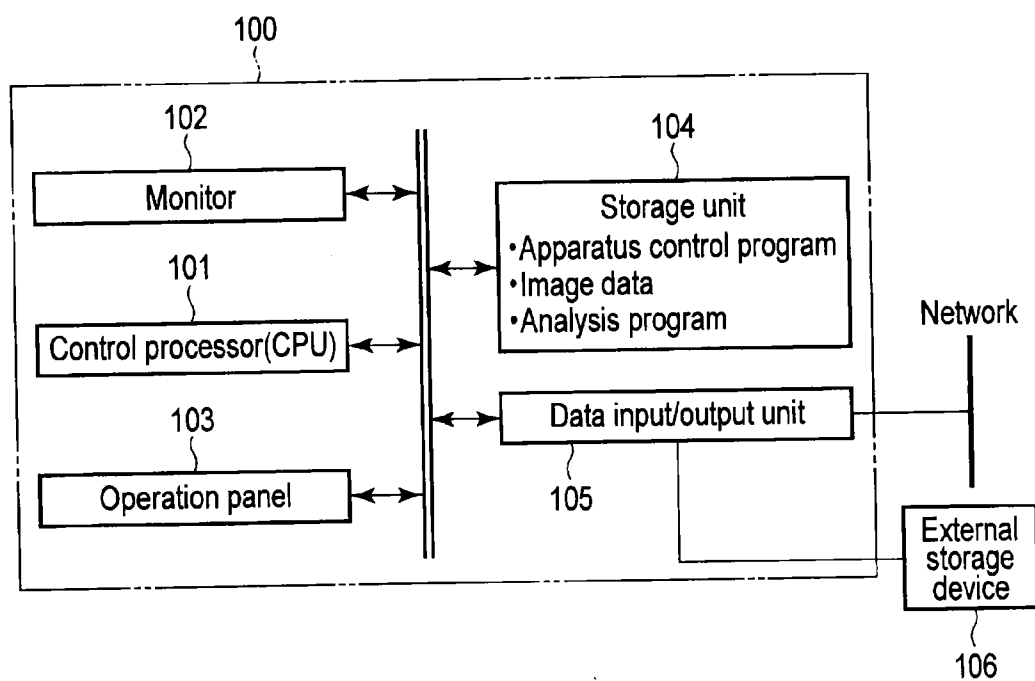 100
102
Monitor
101
Control processor(CPU)
103
Operation panel
104
Storage unit
•Apparatus control program
•Image data
•Analysis program
Data input/output unit
105
Network
External
storage
device
106